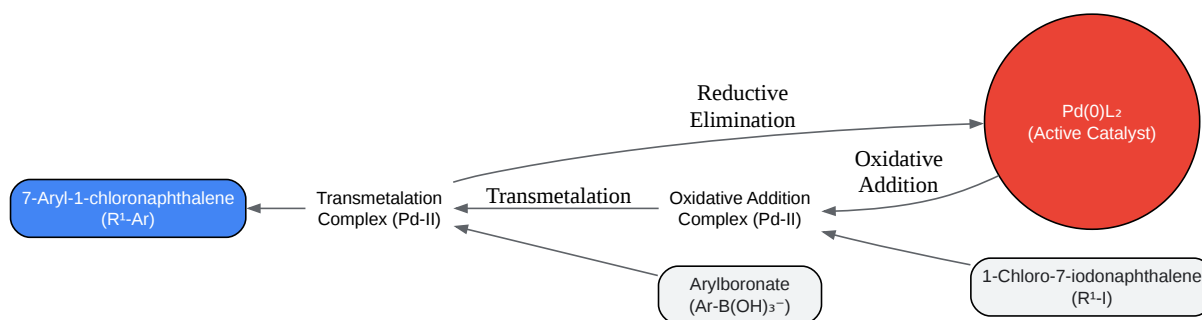 Reductive
Elimination
Pd(0)L₂
(Active Catalyst)
Oxidative
Addition
7-Aryl-1-chloronaphthalene
(R¹-Ar)
Transmetalation
Complex (Pd-II)
Transmetalation
Oxidative Addition
Complex (Pd-II)
Arylboronate
(Ar-B(OH)₃⁻)
1-Chloro-7-iodonaphthalene
(R¹-I)